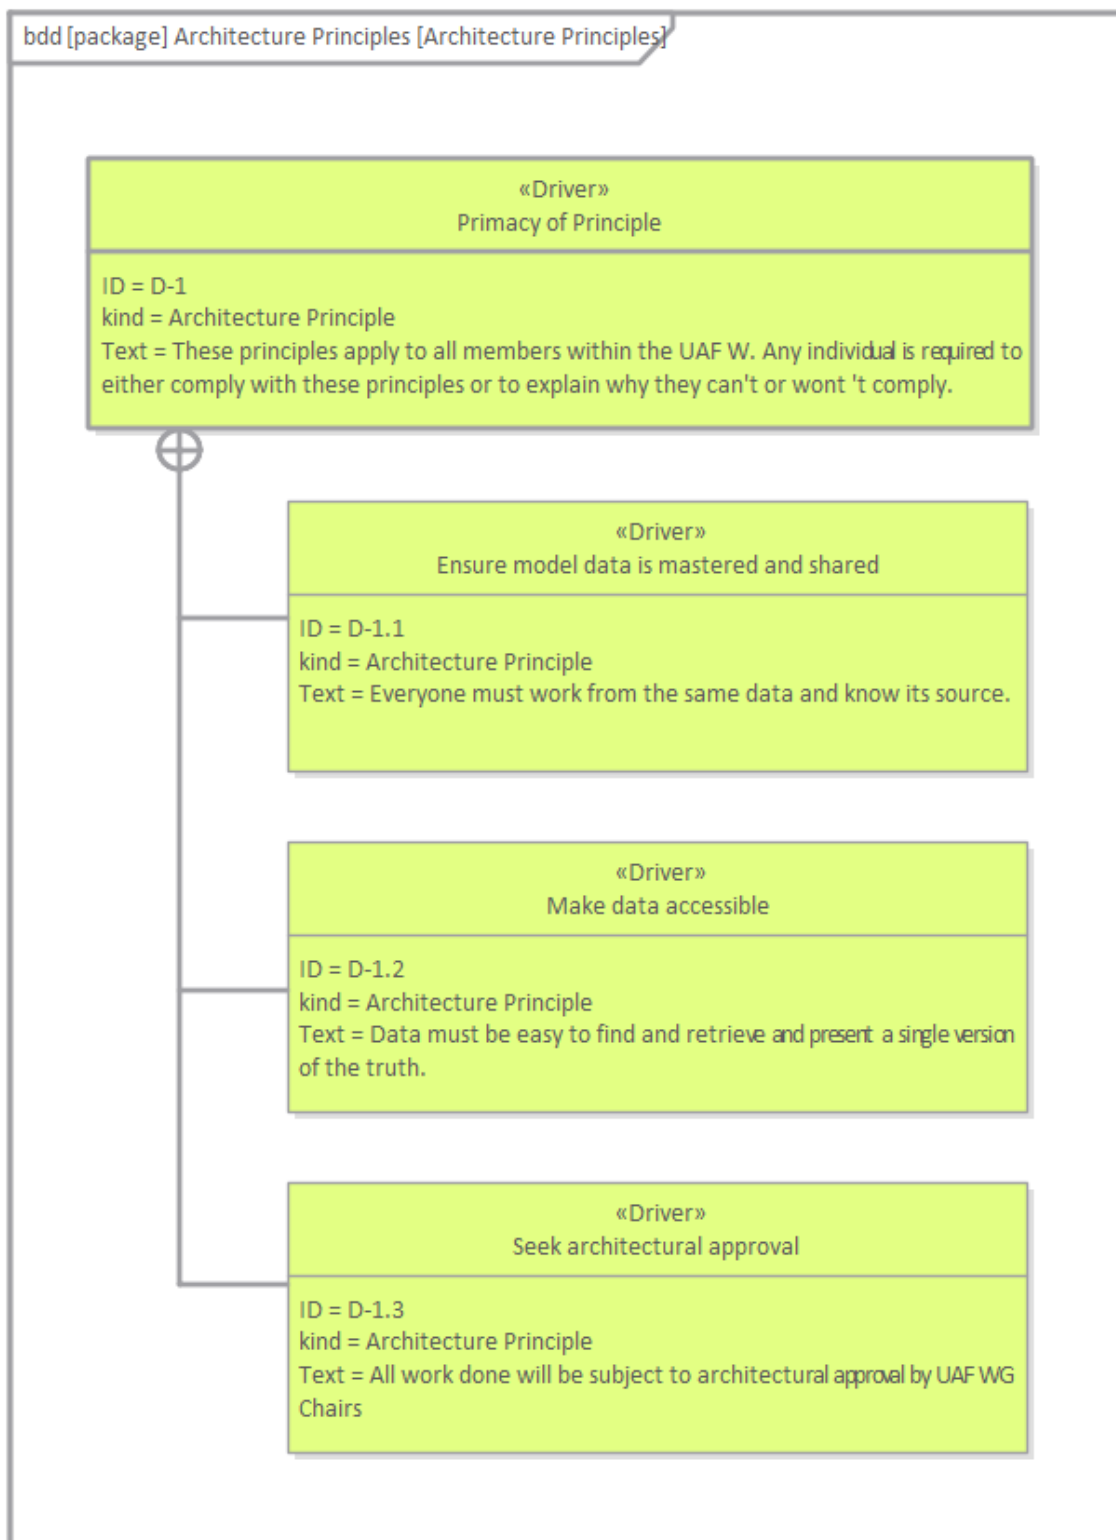 bdd [package] Architecture Principles [Architecture Principles]
«Driver»
Primacy of Principle
ID = D-1
kind = Architecture Principle
Text = These principles apply to all members within the UAF W. Any individual is required to
either comply with these principles or to explain why they can't or wont 't comply.
«Driver»
Ensure model data is mastered and shared
ID = D-1.1
kind = Architecture Principle
Text = Everyone must work from the same data and know its source.
«Driver»
Make data accessible
ID = D-1.2
kind = Architecture Principle
Text = Data must be easy to find and retrieve and present a single version
of the truth.
«Driver»
Seek architectural approval
ID = D-1.3
kind = Architecture Principle
Text = All work done will be subject to architectural approval by UAF WG
Chairs